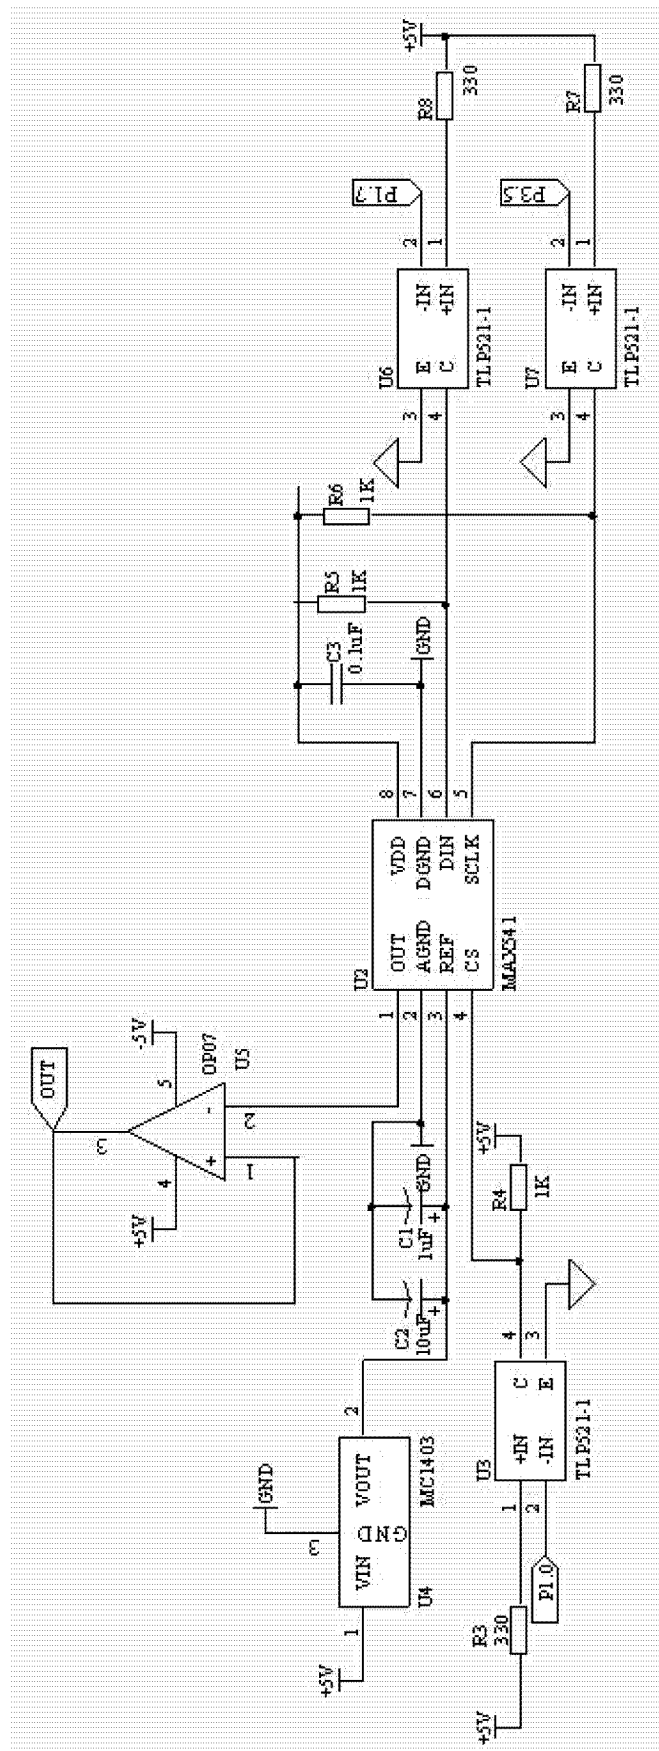 +5V
R8
330
R7
330
P1.7
P3.5
2
1
2
1
-IN
+IN
E
C
U6
TLP521-1
-IN
+IN
E
C
U7
TLP521-1
3
4
3
4
R6
1K
R5
1K
C3
0.1uF
GND
8
7
6
5
VDD
DGND
DIN
SCLK
OUT
AGND
REF
CS
U2
MAX541
1
2
3
4
OUT
-5V
OP07
U5
5
-
+
3
2
1
4
+5V
GND
C1
1uF
+
C2
10uF
+
+5V
R4
1K
4
3
C
E
+IN
-IN
U3
TLP521-1
1
2
2
GND
VOUT
GND
VIN
MC1403
U4
3
1
+5V
P1.0
R3
330
+5V